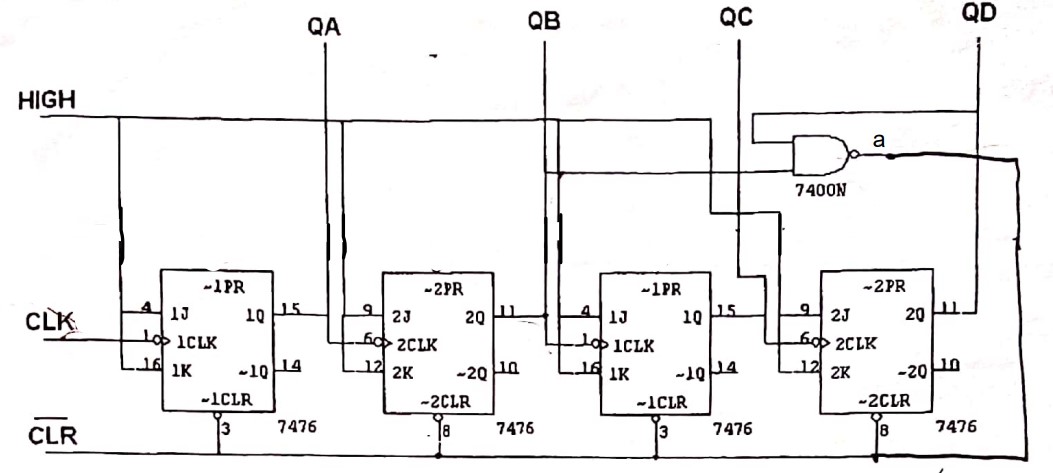 QA QB QC QD
HIGH
a
7400N
~1PR ~2PR ~1PR ~2PR
4 1J 1Q 15 9 2J 2Q 11 4 1J 1Q 15 9 2J 2Q 11
CLK 1 1CLK 6 2CLK 1 1CLK 6 2CLK
16 1K ~1Q 14 12 2K ~2Q 10 16 1K ~1Q 14 12 2K ~2Q 10
~1CLR ~2CLR ~1CLR ~2CLR
CLR 3 7476 8 7476 3 7476 8 7476